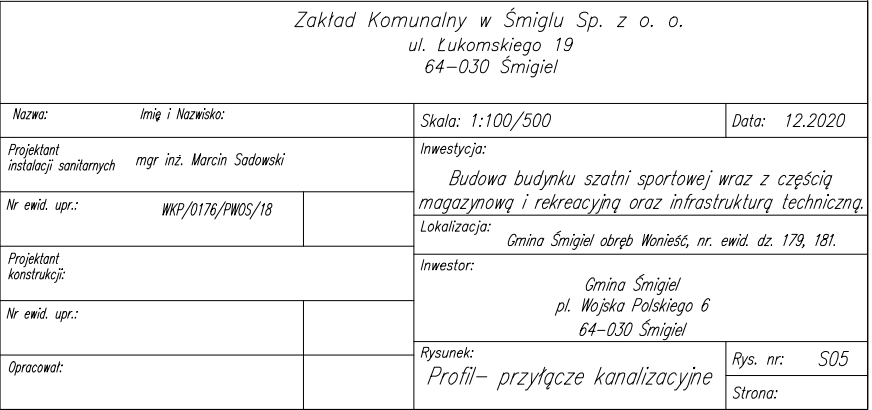 Zakład Komunalny w Śmiglu Sp. z o. o.
ul. Łukomskiego 19
64-030 Śmigiel
Nazwa: Imię i Nazwisko:
Projektant
instalacji sanitarnych mgr inż. Marcin Sadowski
Nr ewid. upr.: WKP/0176/PWOS/18
Projektant
konstrukcji:
Nr ewid. upr.:
Opracował:
Skala: 1:100/500 Data: 12.2020
Inwestycja:
Budowa budynku szatni sportowej wraz z częścią
magazynową i rekreacyjną oraz infrastrukturą techniczną.
Lokalizacja:
Gmina Śmigiel obręb Wonieść, nr. ewid. dz. 179, 181.
Inwestor:
Gmina Śmigiel
pl. Wojska Polskiego 6
64-030 Śmigiel
Rysunek:
Profil- przyłącze kanalizacyjne
Rys. nr: S05
Strona: